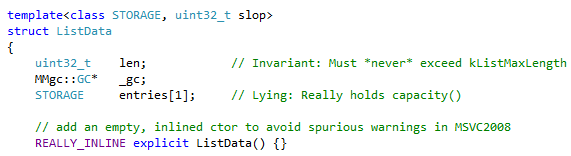 template<class STORAGE, uint32_t slop>
struct ListData
{
    uint32_t    len;            // Invariant: Must *never* exceed kListMaxLength
    MMgc::GC*   _gc;
    STORAGE     entries[1];     // Lying: Really holds capacity()
    // add an empty, inlined ctor to avoid spurious warnings in MSVC2008
    REALLY_INLINE explicit ListData() {}